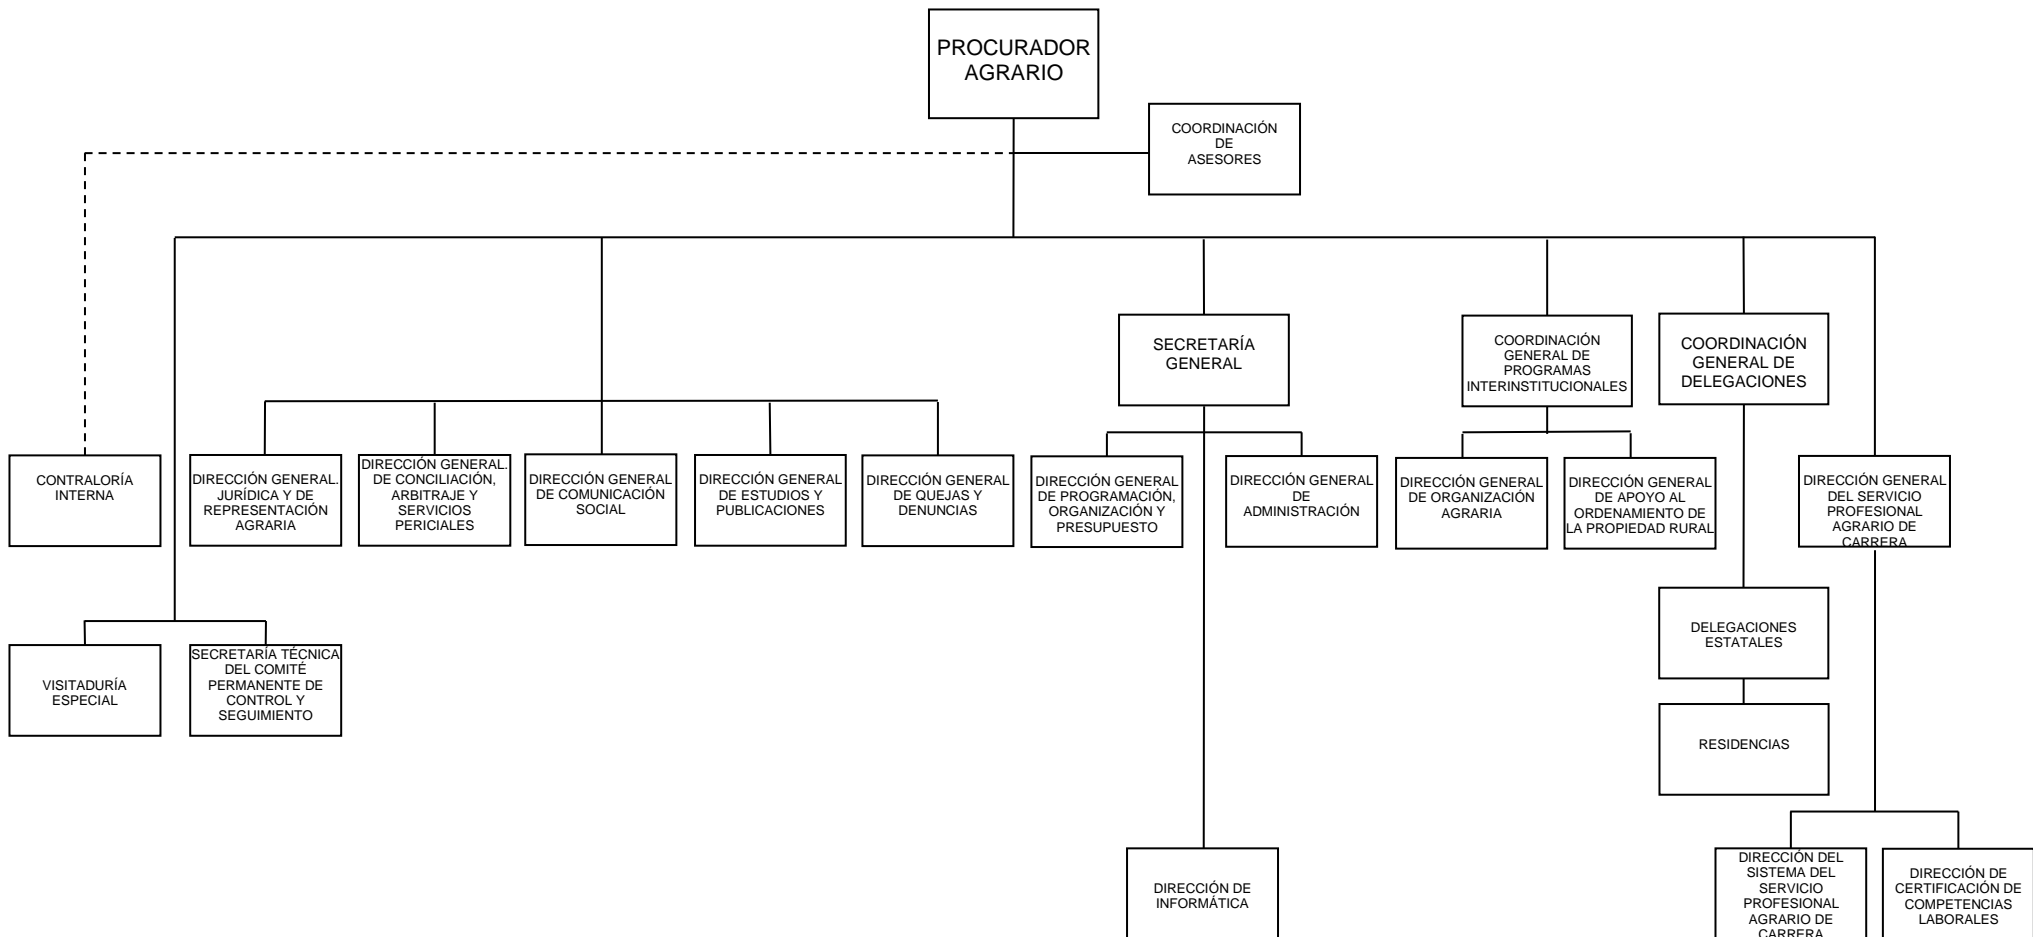 PROCURADOR
AGRARIO
COORDINACIÓN
DE
ASESORES
SECRETARÍA
GENERAL
COORDINACIÓN
GENERAL DE
PROGRAMAS
INTERINSTITUCIONALES
COORDINACIÓN
GENERAL DE
DELEGACIONES
CONTRALORÍA
INTERNA
DIRECCIÓN GENERAL.
JURÍDICA Y DE
REPRESENTACIÓN
AGRARIA
DIRECCIÓN GENERAL.
DE CONCILIACIÓN,
ARBITRAJE Y
SERVICIOS
PERICIALES
DIRECCIÓN GENERAL
DE COMUNICACIÓN
SOCIAL
DIRECCIÓN GENERAL
DE ESTUDIOS Y
PUBLICACIONES
DIRECCIÓN GENERAL
DE QUEJAS Y
DENUNCIAS
DIRECCIÓN GENERAL
DE PROGRAMACIÓN,
ORGANIZACIÓN Y
PRESUPUESTO
DIRECCIÓN GENERAL
DE
ADMINISTRACIÓN
DIRECCIÓN GENERAL
DE ORGANIZACIÓN
AGRARIA
DIRECCIÓN GENERAL
DE APOYO AL
ORDENAMIENTO DE
LA PROPIEDAD RURAL
DIRECCIÓN GENERAL
DEL SERVICIO
PROFESIONAL
AGRARIO DE
CARRERA
VISITADURÍA
ESPECIAL
SECRETARÍA TÉCNICA
DEL COMITÉ
PERMANENTE DE
CONTROL Y
SEGUIMIENTO
DELEGACIONES
ESTATALES
RESIDENCIAS
DIRECCIÓN DE
INFORMÁTICA
DIRECCIÓN DEL
SISTEMA DEL
SERVICIO
PROFESIONAL
AGRARIO DE
CARRERA
DIRECCIÓN DE
CERTIFICACIÓN DE
COMPETENCIAS
LABORALES